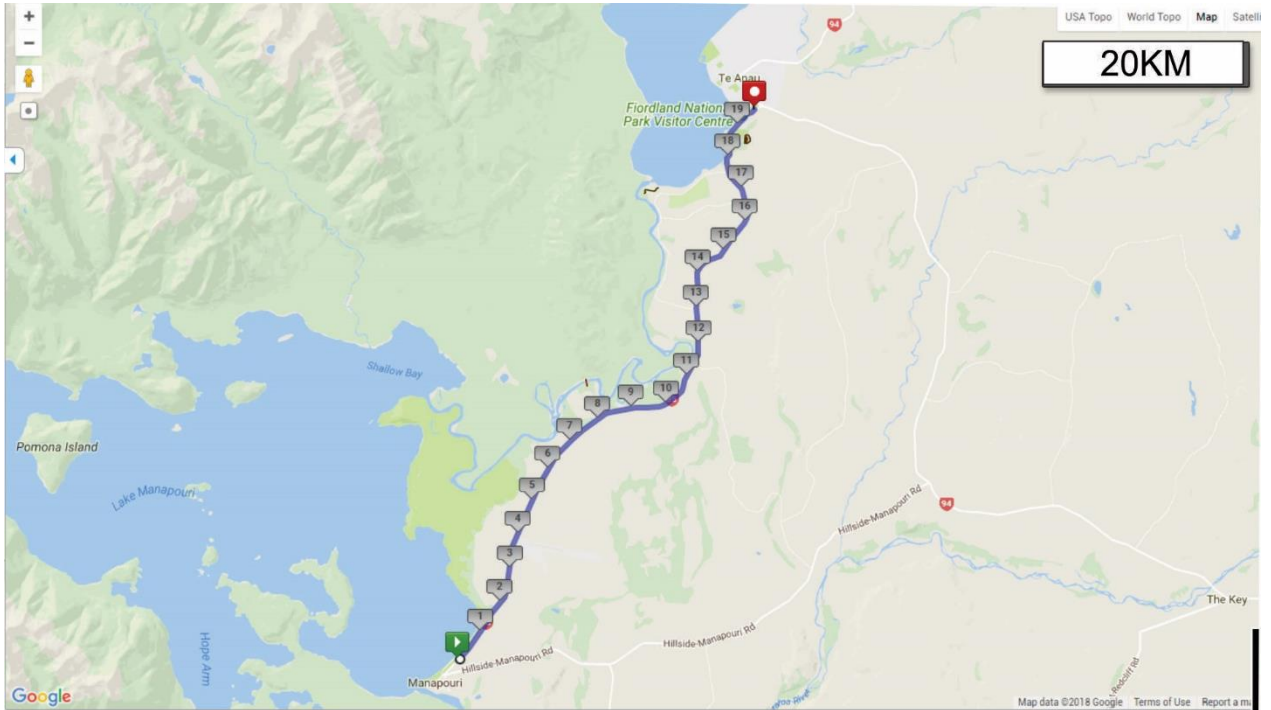 USA Topo World Topo Map Satelli
94
20KM
Te Anau
Fiordland Nation
Park Visitor Centre
19
18
17
16
15
14
13
12
11
10
9
8
7
6
5
4
3
2
1
Shallow Bay
Pomona Island
Lake Manapouri
Hillside-Manapouri Rd
94
The Key
Hillside-Manapouri Rd
Hillside-Manapouri Rd
Hope Arm
Manapouri
Redcliff Rd
Google
Map data ©2018 Google Terms of Use Report a m